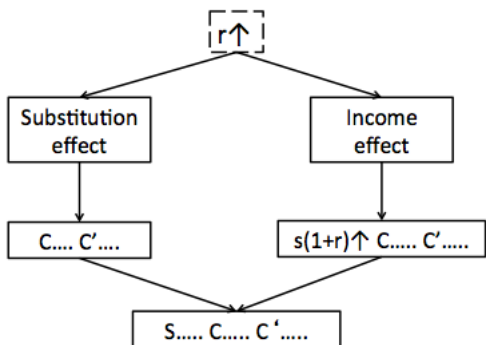 r↑
Substitution
effect
Income
effect
C.... C'....
s(1+r)↑ C..... C'.....
S..... C..... C '.....